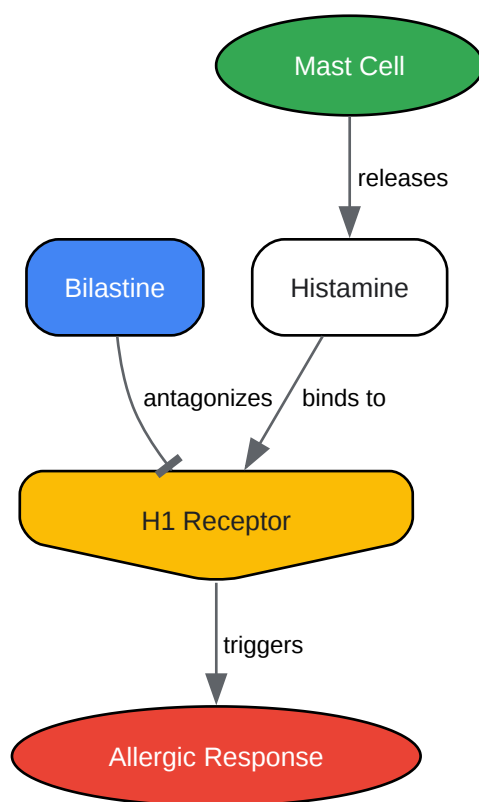 Mast Cell
releases
Bilastine
Histamine
antagonizes
binds to
H1 Receptor
triggers
Allergic Response